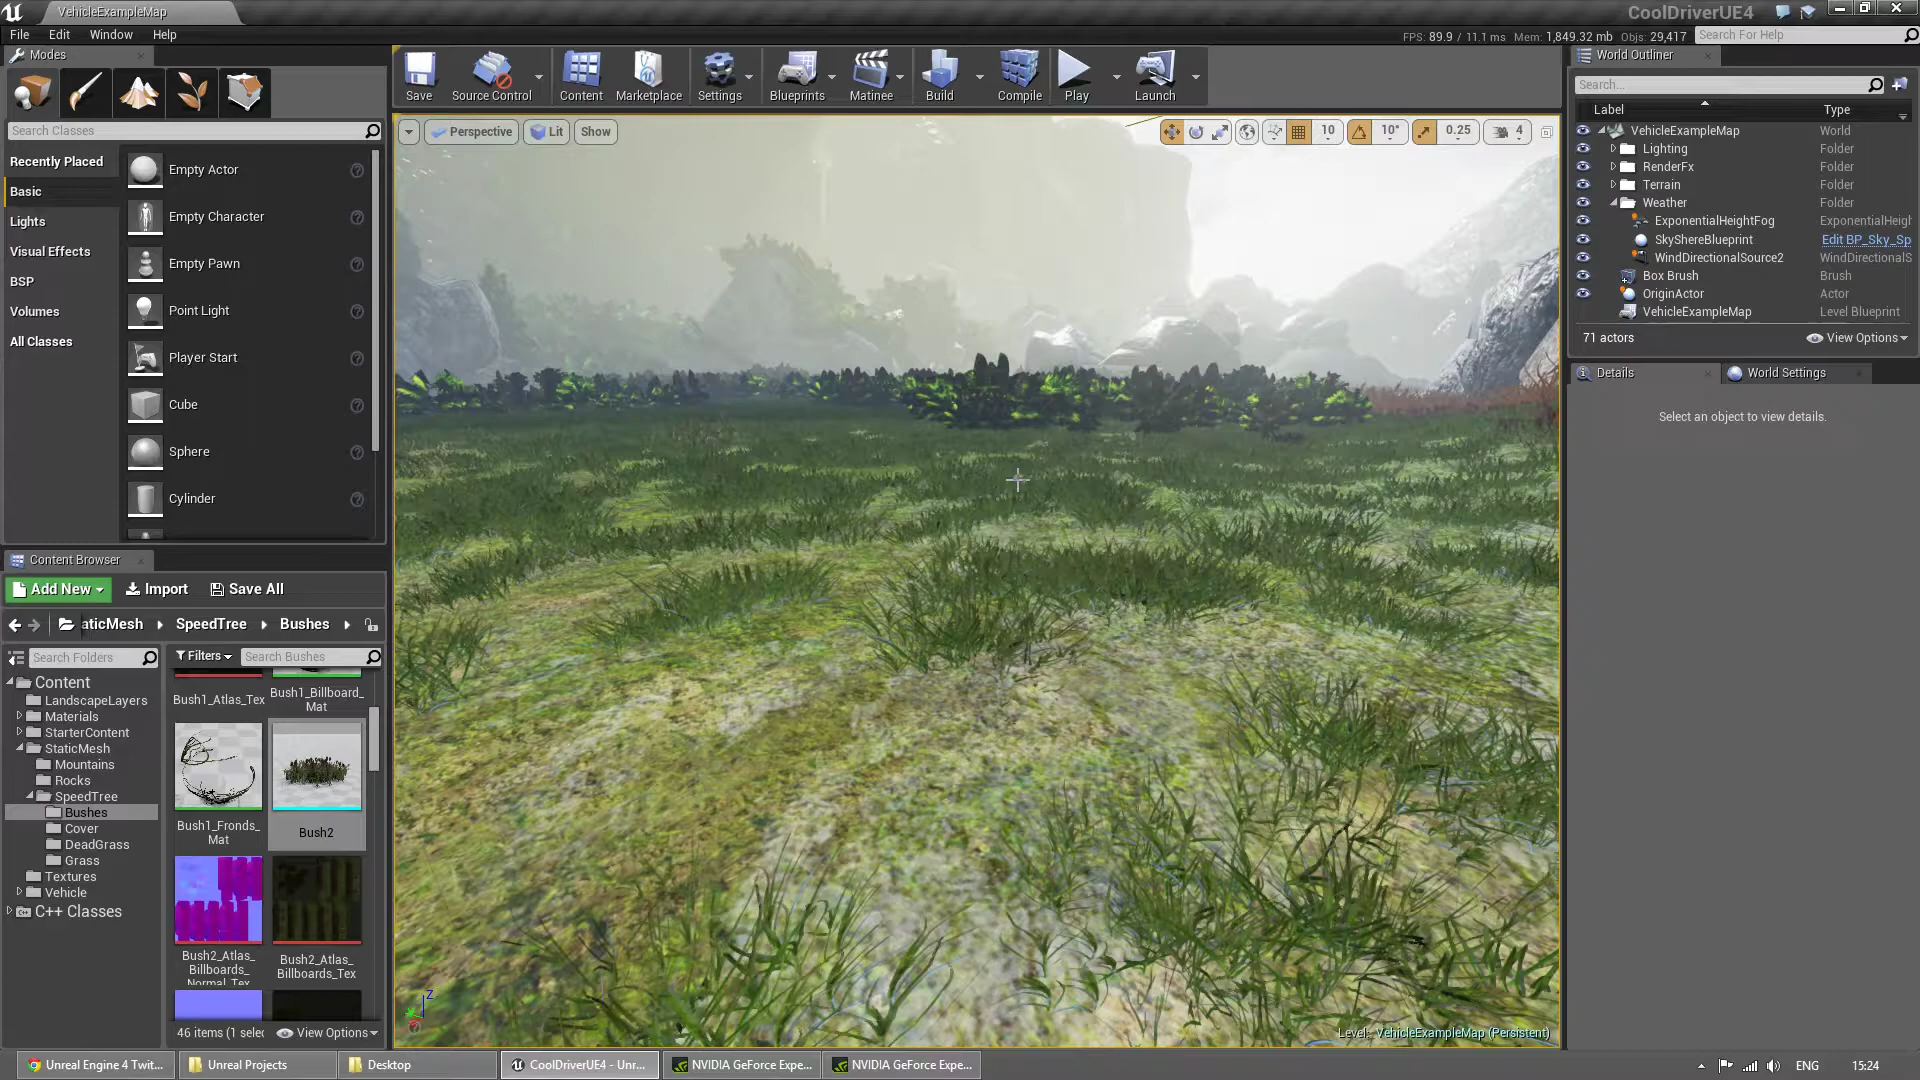 VehicleExampleMap
CoolDriverUE4
File Edit Window Help
FPS: 89.9 / 11.1 ms Mem: 1,849.32 mb Objs: 29,417
Search For Help
Modes
Search Classes
Recently Placed
Basic
Lights
Visual Effects
BSP
Volumes
All Classes
Empty Actor
Empty Character
Empty Pawn
Point Light
Player Start
Cube
Sphere
Cylinder
Save
Source Control
Content
Marketplace
Settings
Blueprints
Matinee
Build
Compile
Play
Launch
Perspective
Lit
Show
10
10°
0.25
4
Level: VehicleExampleMap (Persistent)
Z
World Outliner
Search...
Label Type
VehicleExampleMap World
Lighting Folder
RenderFx Folder
Terrain Folder
Weather Folder
ExponentialHeightFog ExponentialHeigh
SkyShereBlueprint Edit BP_Sky_Sp
WindDirectionalSource2 WindDirectionalS
Box Brush Brush
OriginActor Actor
VehicleExampleMap Level Blueprint
71 actors
View Options
Details
World Settings
Select an object to view details.
Content Browser
Add New
Import
Save All
aticMesh
SpeedTree
Bushes
Search Folders
Filters
Search Bushes
Content
LandscapeLayers
Materials
StarterContent
StaticMesh
Mountains
Rocks
SpeedTree
Bushes
Cover
DeadGrass
Grass
Textures
Vehicle
C++ Classes
Bush1_Atlas_Tex
Bush1_Billboard_
Mat
Bush1_Fronds_
Mat
Bush2
Bush2_Atlas_
Billboards_
Normal_Tex
Bush2_Atlas_
Billboards_Tex
46 items (1 selec
View Options
Unreal Engine 4 Twit...
Unreal Projects
Desktop
CoolDriverUE4 - Unr...
NVIDIA GeForce Expe...
NVIDIA GeForce Expe...
ENG
15:24